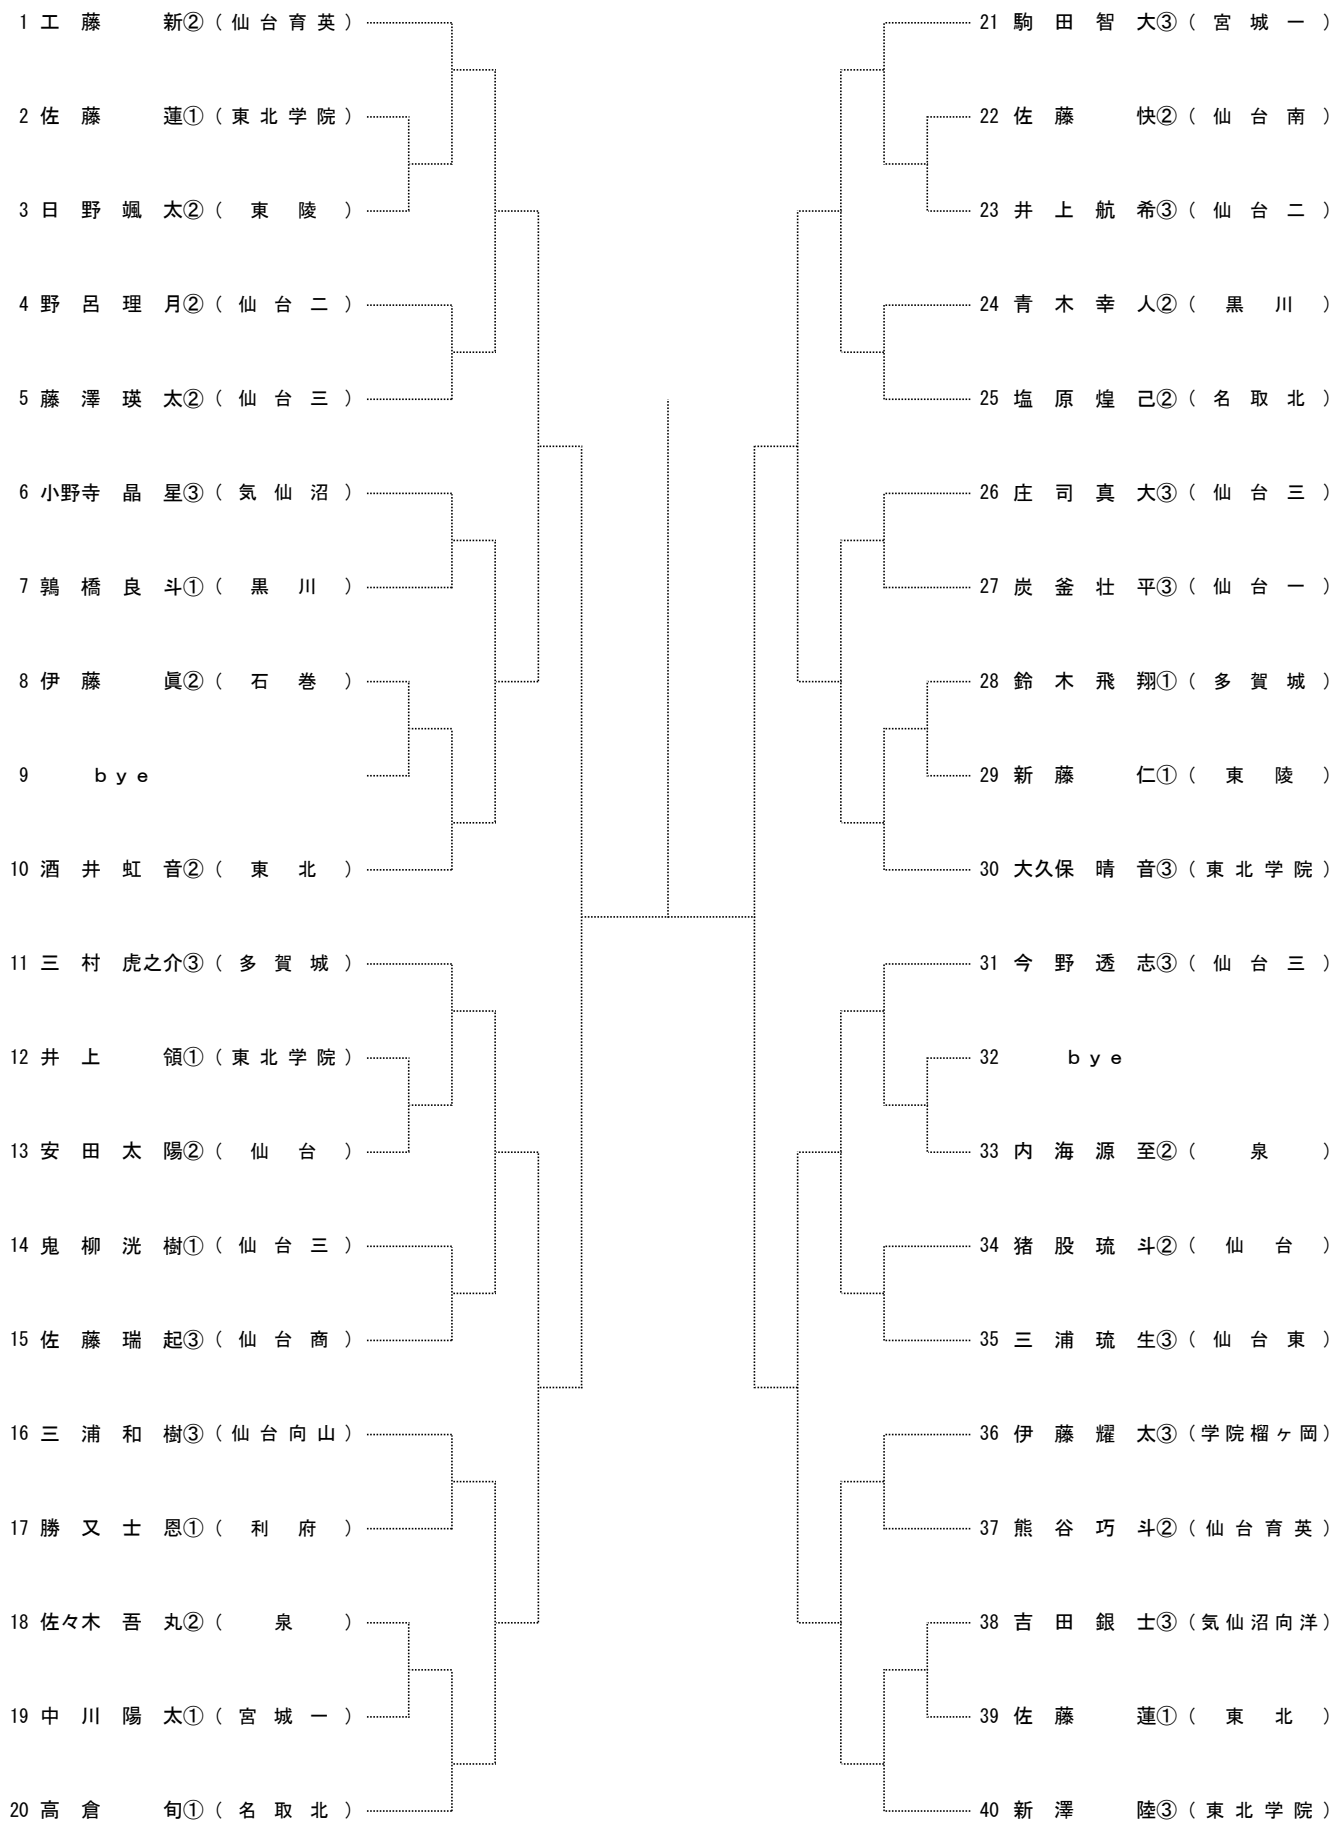 1 工藤 新② (仙台育英)
2 佐藤 蓮① (東北学院)
3 日野颯太② (東陵)
4 野呂理月② (仙台二)
5 藤澤瑛太② (仙台三)
6 小野寺晶星③ (気仙沼)
7 鶉橋良斗① (黒川)
8 伊藤 眞② (石巻)
9 bye
10 酒井虹音② (東北)
11 三村虎之介③ (多賀城)
12 井上 領① (東北学院)
13 安田太陽② (仙台)
14 鬼柳洸樹① (仙台三)
15 佐藤瑞起③ (仙台商)
16 三浦和樹③ (仙台向山)
17 勝又士恩① (利府)
18 佐々木吾丸② (泉)
19 中川陽太① (宮城一)
20 高倉 旬① (名取北)
21 駒田智大③ (宮城一)
22 佐藤 快② (仙台南)
23 井上航希③ (仙台二)
24 青木幸人② (黒川)
25 塩原煌己② (名取北)
26 庄司真大③ (仙台三)
27 炭釜壮平③ (仙台一)
28 鈴木飛翔① (多賀城)
29 新藤 仁① (東陵)
30 大久保晴音③ (東北学院)
31 今野透志③ (仙台三)
32 bye
33 内海源至② (泉)
34 猪股琉斗② (仙台)
35 三浦琉生③ (仙台東)
36 伊藤耀太③ (学院榴ヶ岡)
37 熊谷巧斗② (仙台育英)
38 吉田銀士③ (気仙沼向洋)
39 佐藤 蓮① (東北)
40 新澤 陸③ (東北学院)